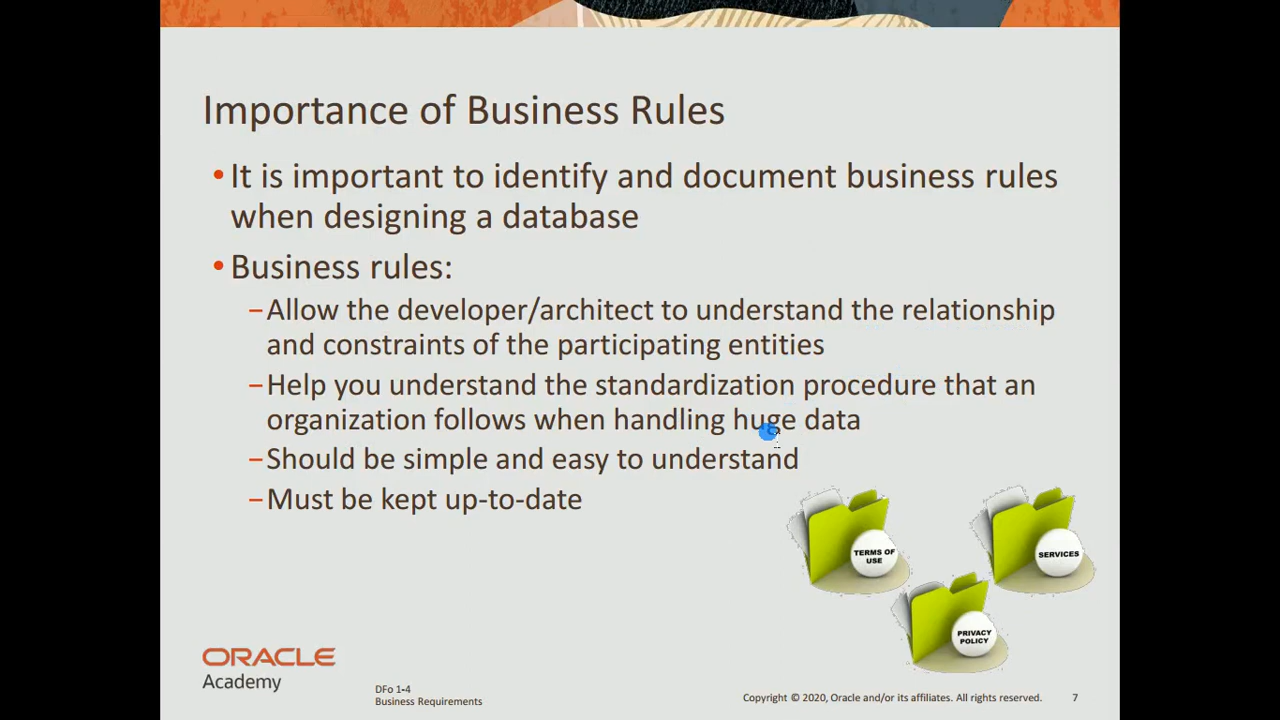 Importance of Business Rules
•It is important to identify and document business rules
when designing a database
•Business rules:
–Allow the developer/architect to understand the relationship
and constraints of the participating entities
–Help you understand the standardization procedure that an
organization follows when handling huge data
–Should be simple and easy to understand
–Must be kept up-to-date
TERMS OF
USE
SERVICES
PRIVACY
POLICY
ORACLE
Academy
DFo 1-4
Business Requirements
Copyright © 2020, Oracle and/or its affiliates. All rights reserved. 7